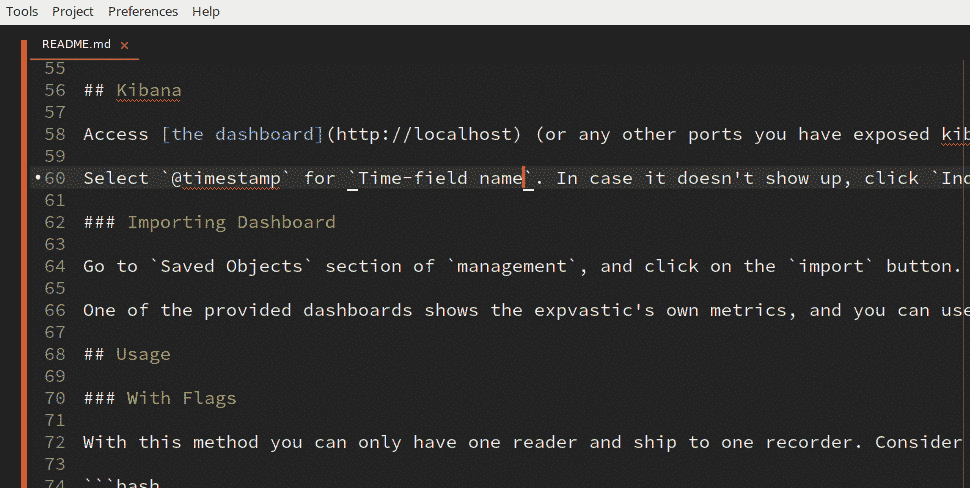 Tools Project Preferences Help
README.md ×
55
56 ## Kibana
57
58 Access [the dashboard](http://localhost) (or any other ports you have exposed kib
59
60 Select `@timestamp` for `Time-field name`. In case it doesn't show up, click `Ind
61
62 ### Importing Dashboard
63
64 Go to `Saved Objects` section of `management`, and click on the `import` button.
65
66 One of the provided dashboards shows the expvastic's own metrics, and you can use
67
68 ## Usage
69
70 ### With Flags
71
72 With this method you can only have one reader and ship to one recorder. Consider
73
74 ```bash